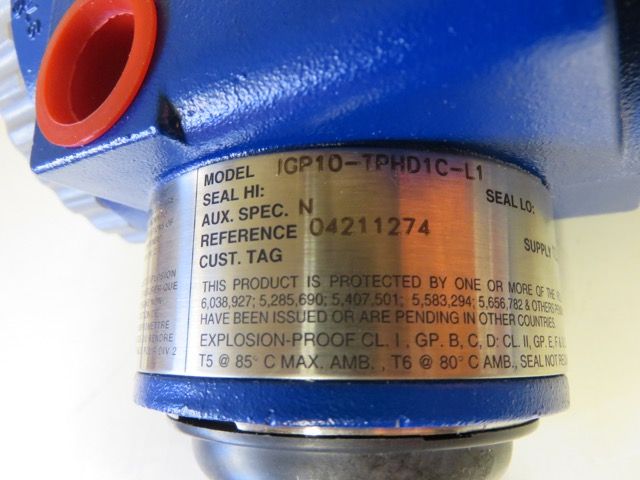 MODEL IGP10-TPHD1C-L1
SEAL HI: SEAL LO:
AUX. SPEC. N
REFERENCE 04211274 SUPPLY
CUST. TAG
THIS PRODUCT IS PROTECTED BY ONE OR MORE OF THE
6,038,927; 5,285,690; 5,407,501; 5,583,294; 5,656,782 & OTHERS
HAVE BEEN ISSUED OR ARE PENDING IN OTHER COUNTRIES.
EXPLOSION-PROOF CL. I , GP. B, C, D: CL. II, GP. E, F &
T5 @ 85° C MAX. AMB. , T6 @ 80° C AMB., SEAL NOT